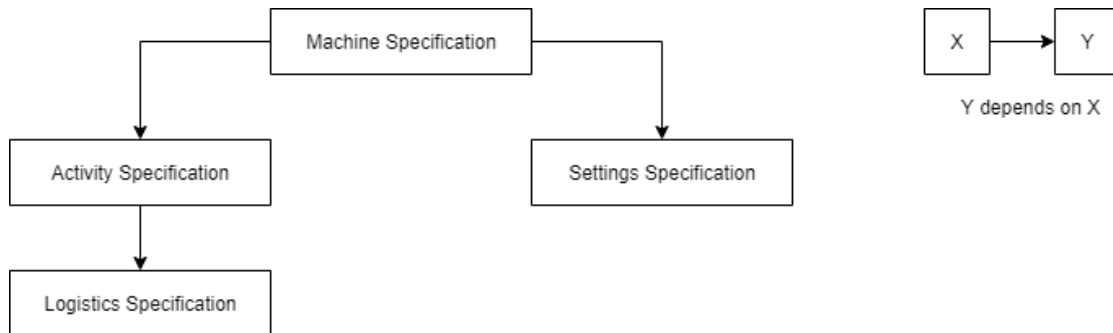 Machine Specification
X
Y
Y depends on X
Activity Specification
Settings Specification
Logistics Specification